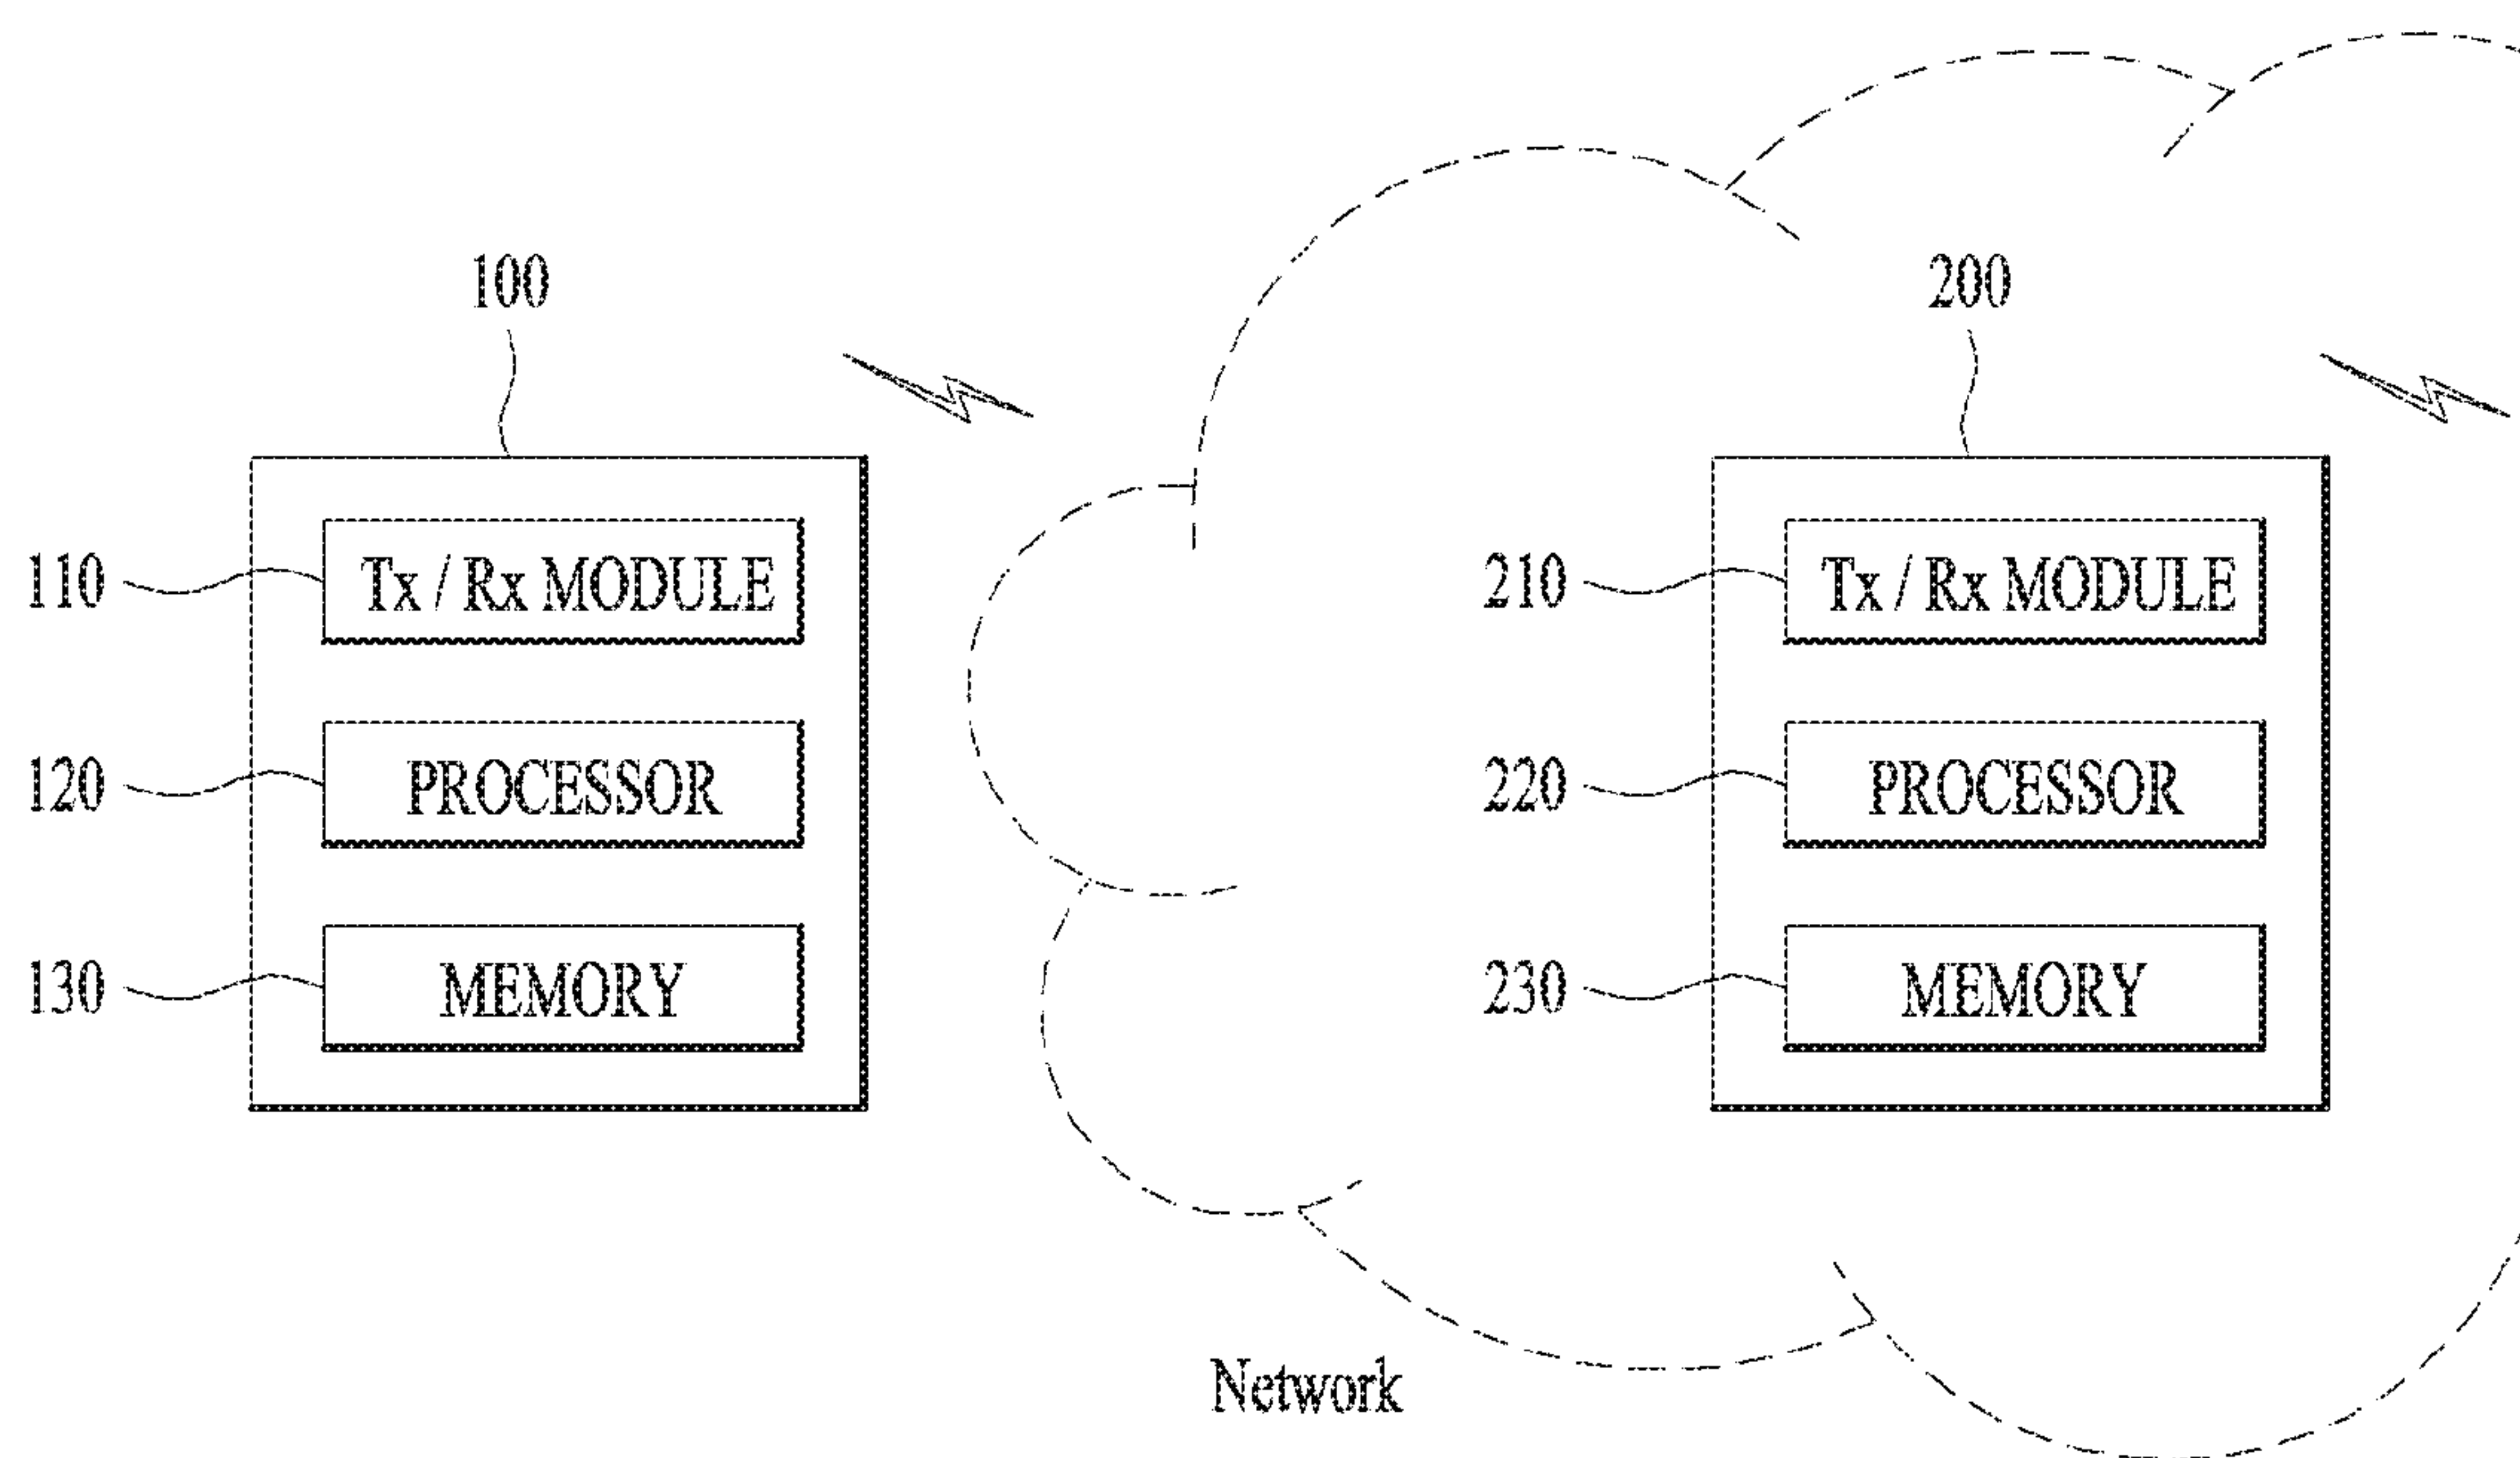 100
200
110
Tx / Rx MODULE
210
Tx / Rx MODULE
120
PROCESSOR
220
PROCESSOR
130
MEMORY
230
MEMORY
Network